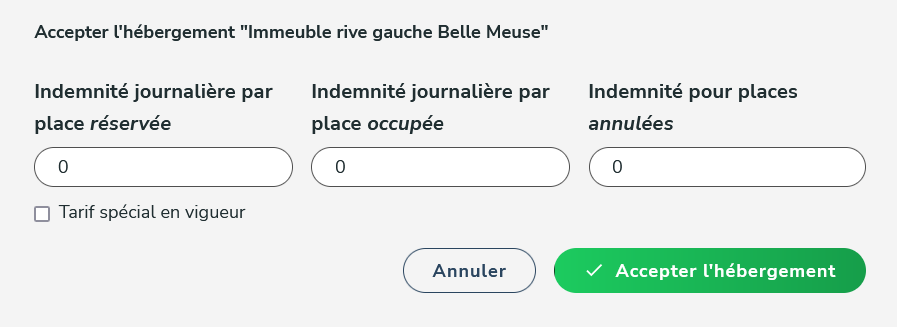 Accepter l'hébergement "Immeuble rive gauche Belle Meuse"
Indemnité journalière par place réservée
0
Indemnité journalière par place occupée
0
Indemnité pour places annulées
0
Tarif spécial en vigueur
Annuler
Accepter l'hébergement